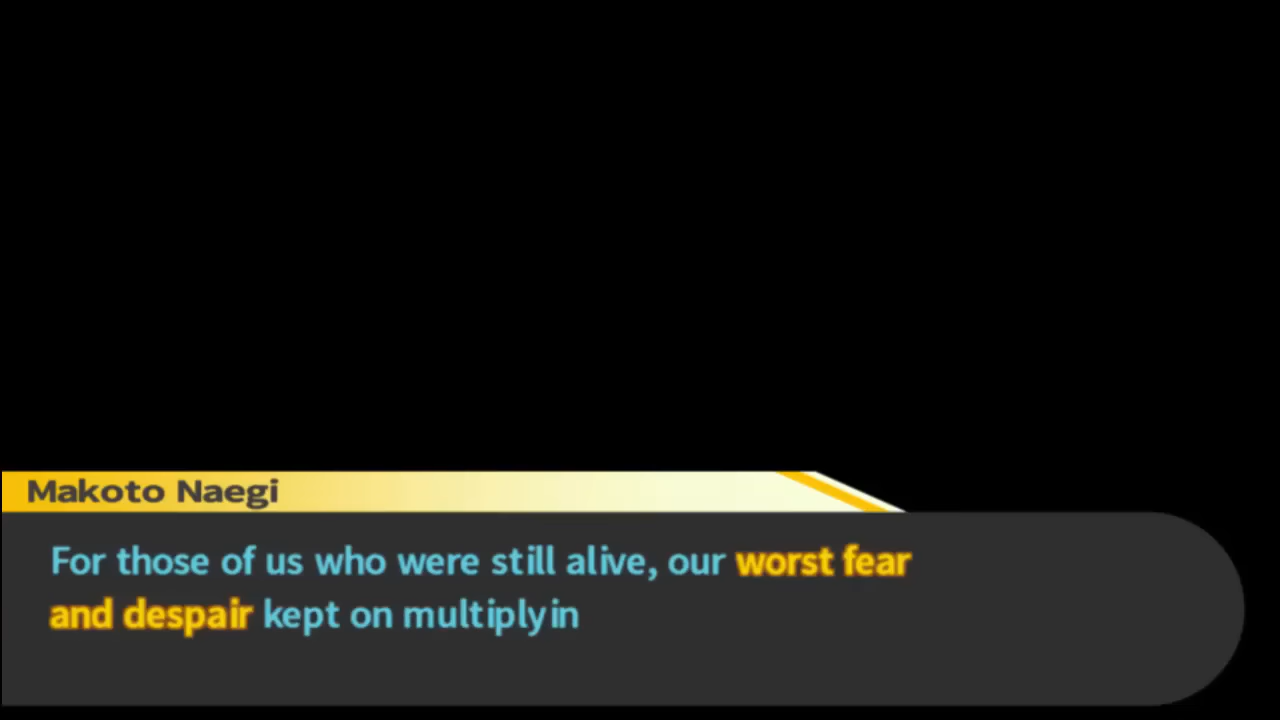 Makoto Naegi
For those of us who were still alive, our worst fear
and despair kept on multiplyin